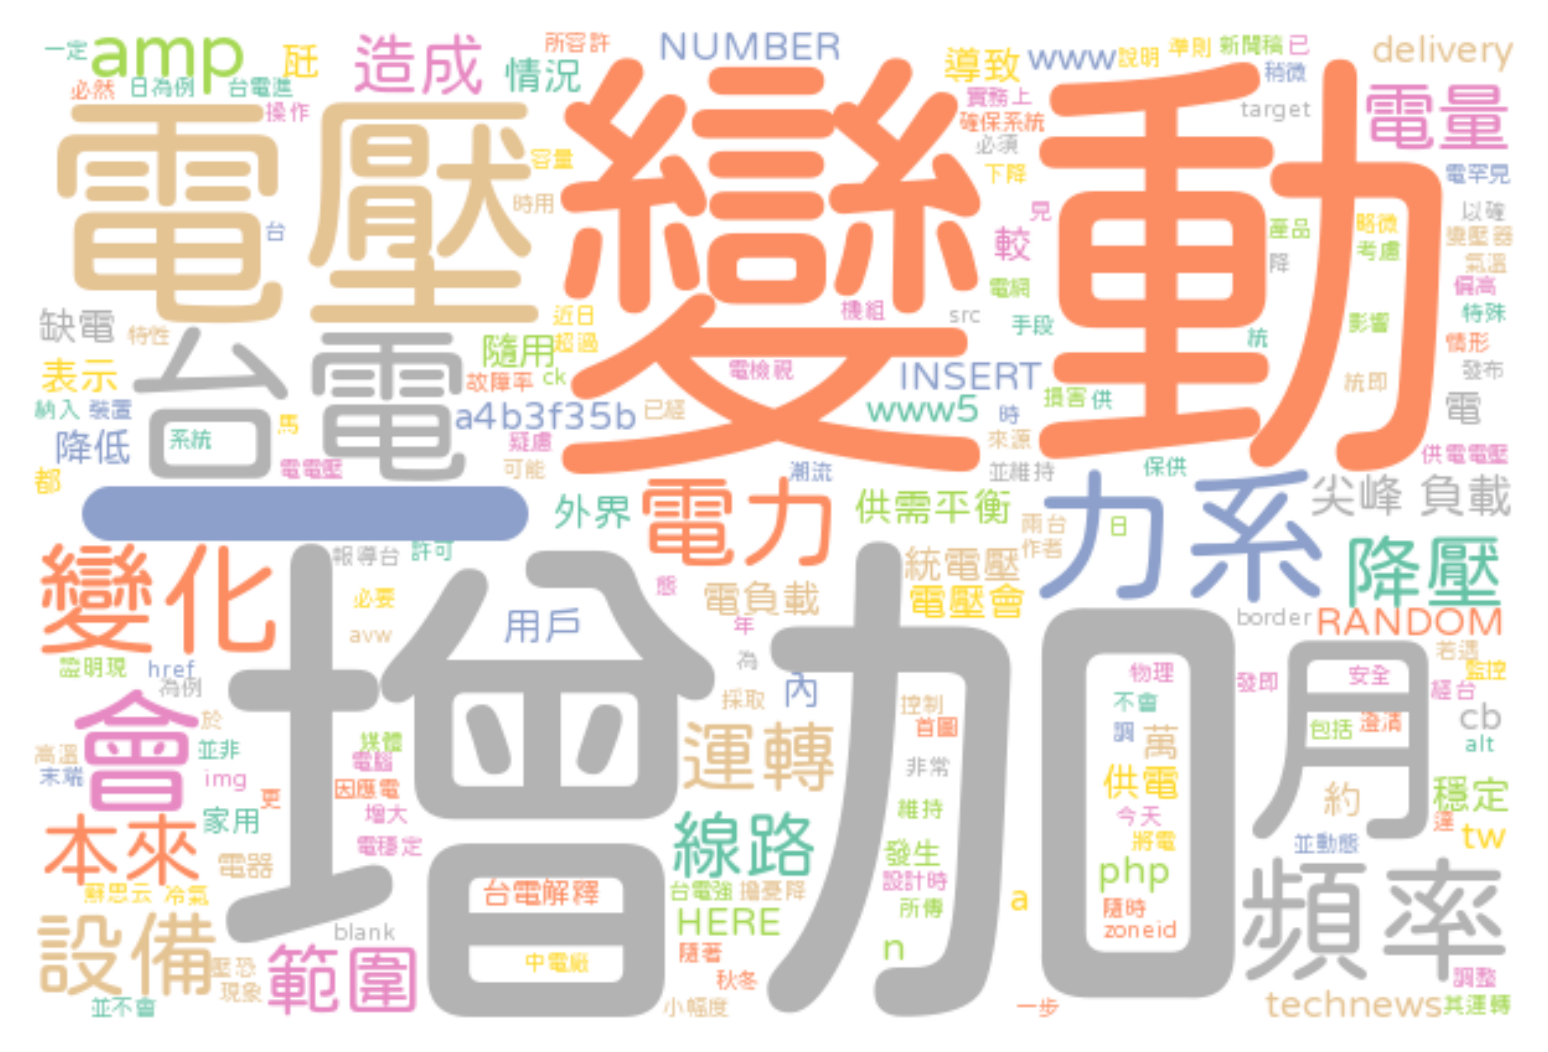 一定 amp 瓩 造成 所容許 NUMBER 導致 www 說明 準則 新聞稿 已 delivery
必然 日為例 台電進 情況 稍微
操作 實務上 target 電量
電壓 變動 確保系統
容量 必須
時用 下降 電罕見
台 見 以確
較 產品 略微 變壓器
降 考慮 氣溫
電網 偏高
缺電 特性 近日 機組 src 手段 影響 特殊
台電 隨用 超過 統 情形
表示 故障率 ck 電檢視 INSERT 統即 發布
納入 裝置 a4b3f35b 已經 www5 時 損害 供 電
降低 系統 馬 疑慮 來源 供電電壓
都 電電壓 可能 潮流 並維持 保供
外界 電力 供需平衡 力系 尖峰 負載
兩台 日
變化 報導台 許可 作者 降壓
態 統電壓
必要 用戶 電負載 電壓會 border RANDOM
avw 年 若遇
證明現 href 為 物理 安全 監控
會 為例 內 發即 經台
於 採取 控制 不會 cb
高溫 並非 媒體 首圖 調 萬 包括 澄清 alt
末端 img 電腦 運轉 非常 供電
更 因應電 約 穩定
本來 家用 增大 維持 今天 達 tw
電穩定 線路 發生 將電 並動態
電器 增加 月 頻率
蘇思云 冷氣 台電解釋 台電強 擔憂降 設計時 php
設備 HERE 所傳 a 隨時
blank n zoneid
壓恐 範圍 中電廠 隨著
現象 秋冬 調整
並不會 小幅度 一步 technews 其運轉